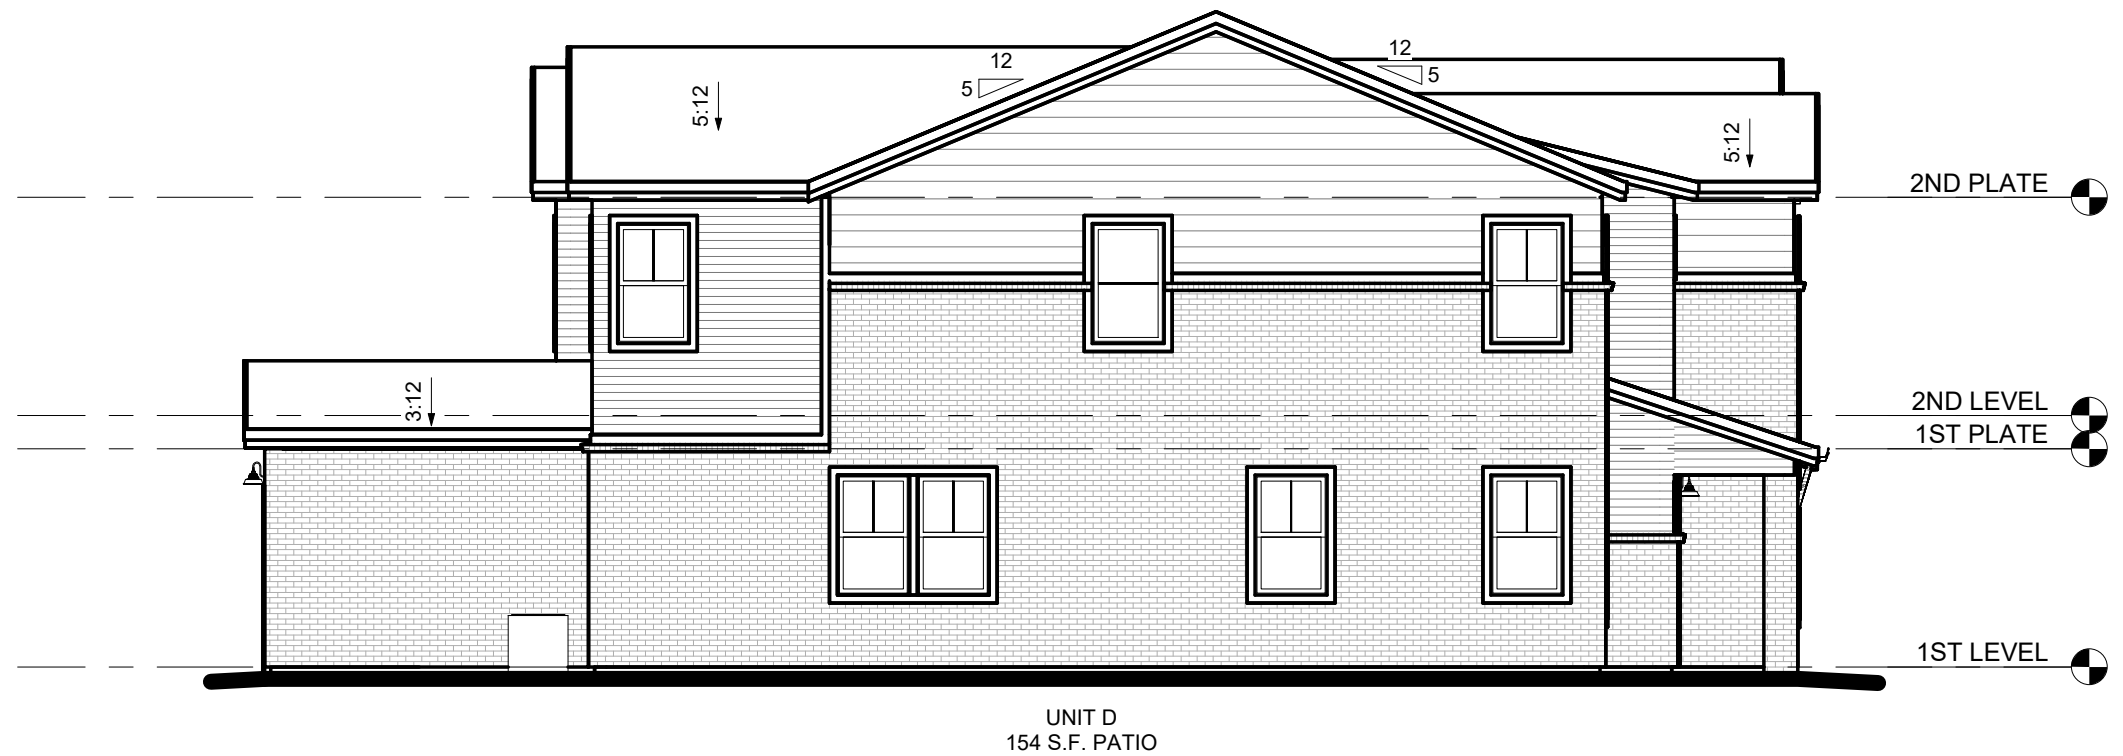 12
5
12
5
5:12
5:12
2ND PLATE
3:12
2ND LEVEL
1ST PLATE
1ST LEVEL
UNIT D
154 S.F. PATIO